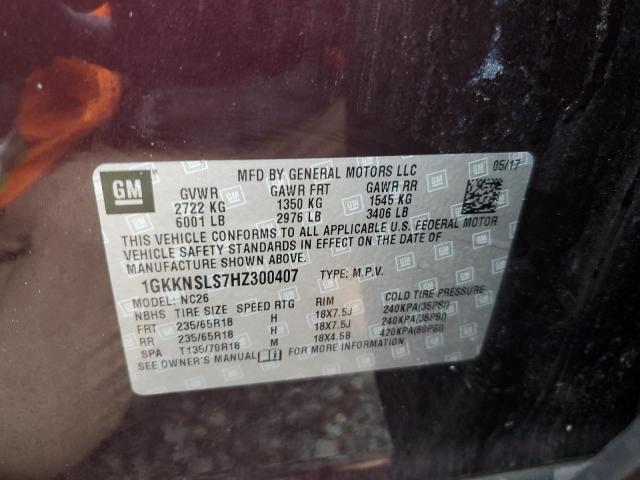 MFD BY GENERAL MOTORS LLC 05/17
GM
GVWR GAWR FRT GAWR RR
2722 KG 1350 KG 1545 KG
6001 LB 2976 LB 3406 LB
THIS VEHICLE CONFORMS TO ALL APPLICABLE U.S. FEDERAL MOTOR
VEHICLE SAFETY STANDARDS IN EFFECT ON THE DATE OF
MANUFACTURE SHOWN ABOVE.
1GKKNSLS7HZ300407 TYPE: M.P.V.
MODEL: NC26
NBHS TIRE SIZE SPEED RTG RIM COLD TIRE PRESSURE
FRT 235/65R18 H 18X7.5J 240KPA(35PSI)
RR 235/65R18 H 18X7.5J 240KPA(35PSI)
SPA T135/70R18 M 18X4.5B 420KPA(60PSI)
SEE OWNER'S MANUAL FOR MORE INFORMATION